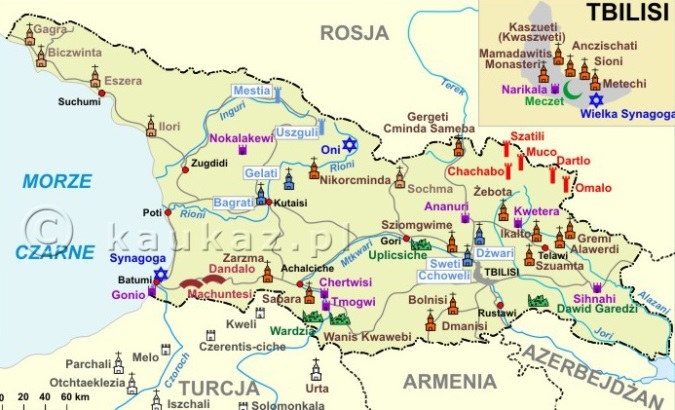 TBILISI
Kaszueti
(Kwaszweti)
Mamadawitis
Monasteri
Anczischati
Sioni
Metechi
Narikala
Meczet
Wielka Synagoga
ROSJA
Gagra
Biczwinta
Eszera
Suchumi
Ilori
Mestia
Inguri
Uszguli
Nokalakewi
Oni
Rioni
Terek
Gergeti
Cminda Sameba
Szatili
Muco
Dartlo
Chachabo
Omalo
Zugdidi
Gelati
Nikorcminda
Sochma
Żebota
MORZE
CZARNE
Poti
Rioni
Bagrati
Kutaisi
Ananuri
Kwetera
© kaukaz.pl
Sziomgwime
Ikalto
Gremi
Alawerdi
Gori
Uplicsiche
Mtkwari
Dżwari
Telawi
Szuamta
Synagoga
Batumi
Gonio
Dandalo
Machuntesi
Zarzma
Achalciche
Sweti
Cchoweli
TBILISI
Sihnahi
Alazani
Sapara
Chertwisi
Tmogwi
Bolnisi
Rustawi
Dawid Garedżi
Jori
Wardzia
Wanis Kwawebi
Dmanisi
Kweli
Czerentis-ciche
Melo
Parchali
Otchtaeklezia
Czoroch
TURCJA
Urta
ARMENIA
AZERBEJDŻAN
Iszchali
Solomonkala
0 20 40 60 km